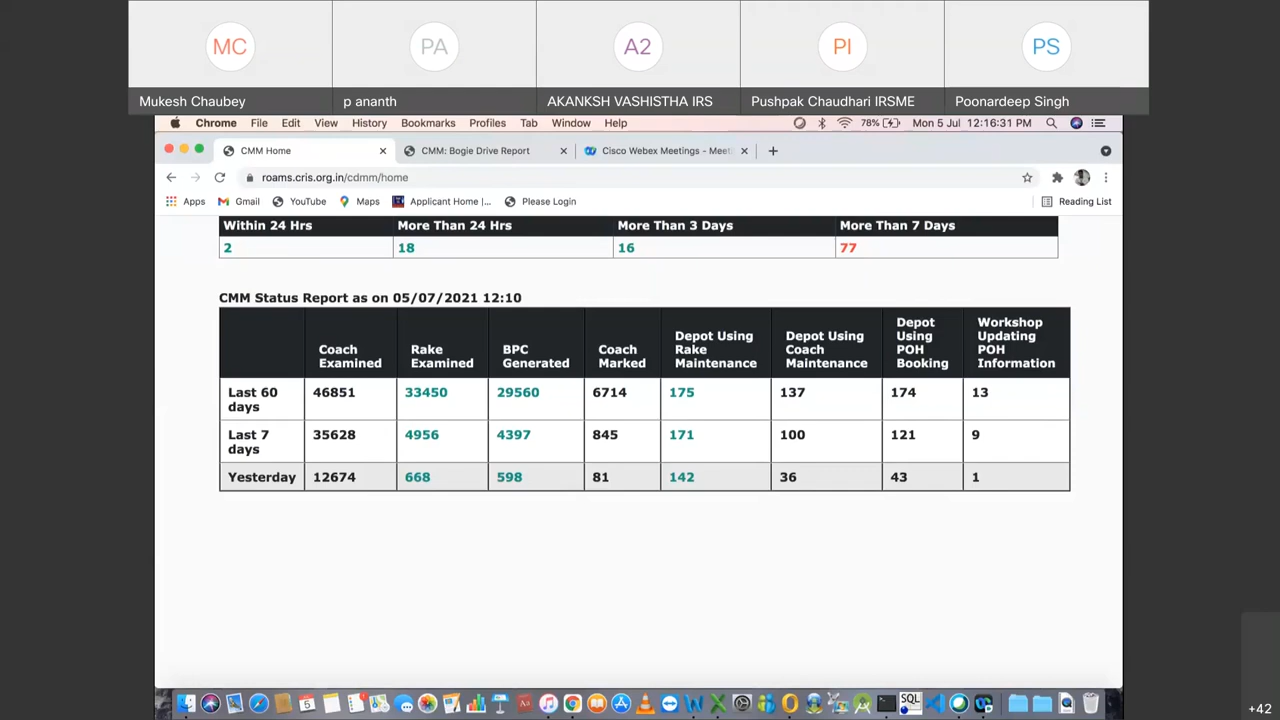 MC PA A2 PI PS
Mukesh Chaubey p ananth AKANKSH VASHISTHA IRS Pushpak Chaudhari IRSME Poonardeep Singh
Chrome File Edit View History Bookmarks Profiles Tab Window Help 78% Mon 5 Jul 12:16:31 PM
CMM Home CMM: Bogie Drive Report Cisco Webex Meetings - Meeti
roams.cris.org.in/cdmm/home
Apps Gmail YouTube Maps Applicant Home |... Please Login Reading List
Within 24 Hrs More Than 24 Hrs More Than 3 Days More Than 7 Days
2 18 16 77
CMM Status Report as on 05/07/2021 12:10
Coach Examined Rake Examined BPC Generated Coach Marked Depot Using Rake Maintenance Depot Using Coach Maintenance Depot Using POH Booking Workshop Updating POH Information
Last 60 days 46851 33450 29560 6714 175 137 174 13
Last 7 days 35628 4956 4397 845 171 100 121 9
Yesterday 12674 668 598 81 142 36 43 1
5 SQL
+42